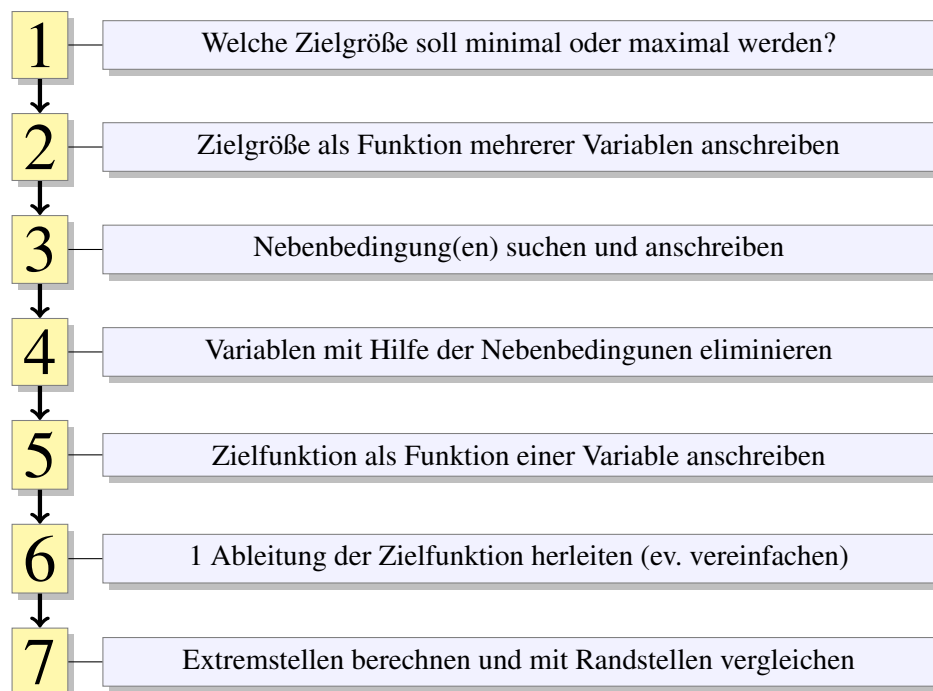 1 Welche Zielgröße soll minimal oder maximal werden?
2 Zielgröße als Funktion mehrerer Variablen anschreiben
3 Nebenbedingung(en) suchen und anschreiben
4 Variablen mit Hilfe der Nebenbedingunen eliminieren
5 Zielfunktion als Funktion einer Variable anschreiben
6 1 Ableitung der Zielfunktion herleiten (ev. vereinfachen)
7 Extremstellen berechnen und mit Randstellen vergleichen